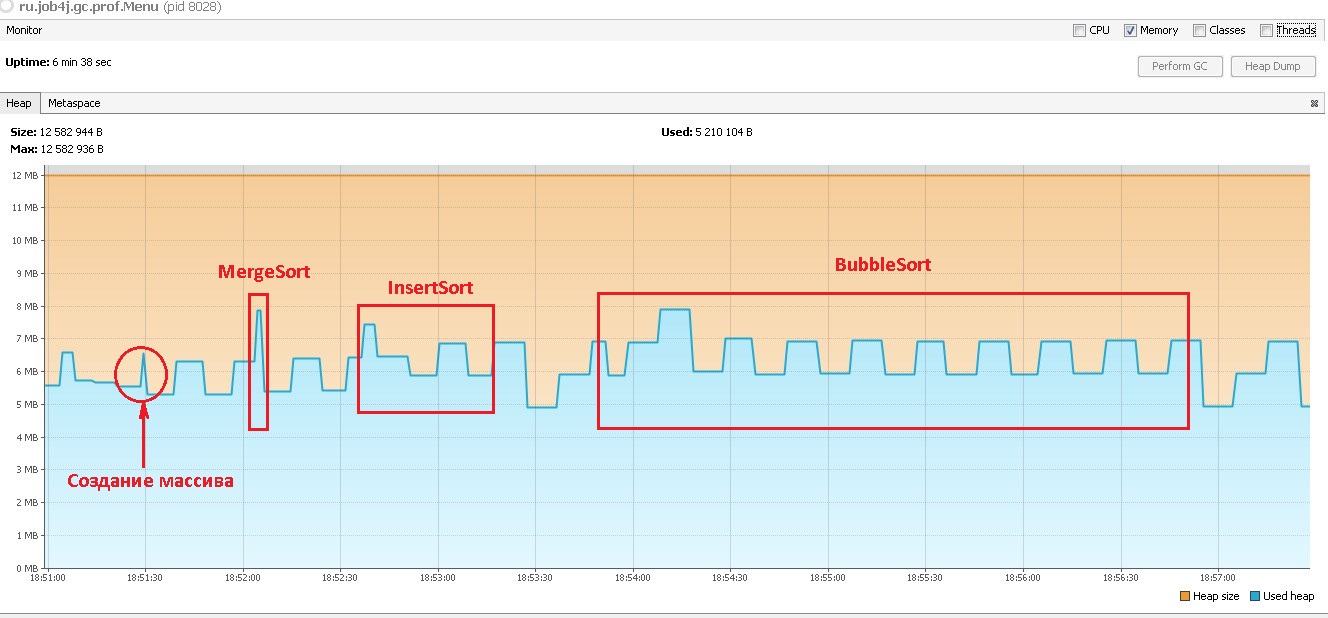 ru.job4j.gc.prof.Menu (pid 8028)
Monitor
CPU Memory Classes Threads
Uptime: 6 min 38 sec
Perform GC Heap Dump
Heap Metaspace
Size: 12 582 944 B Used: 5 210 104 B
Max: 12 582 936 B
12 MB
11 MB
10 MB
9 MB
8 MB
7 MB
6 MB
5 MB
4 MB
3 MB
2 MB
1 MB
0 MB
MergeSort
InsertSort
BubbleSort
Создание массива
18:51:00 18:51:30 18:52:00 18:52:30 18:53:00 18:53:30 18:54:00 18:54:30 18:55:00 18:55:30 18:56:00 18:56:30 18:57:00
Heap size Used heap